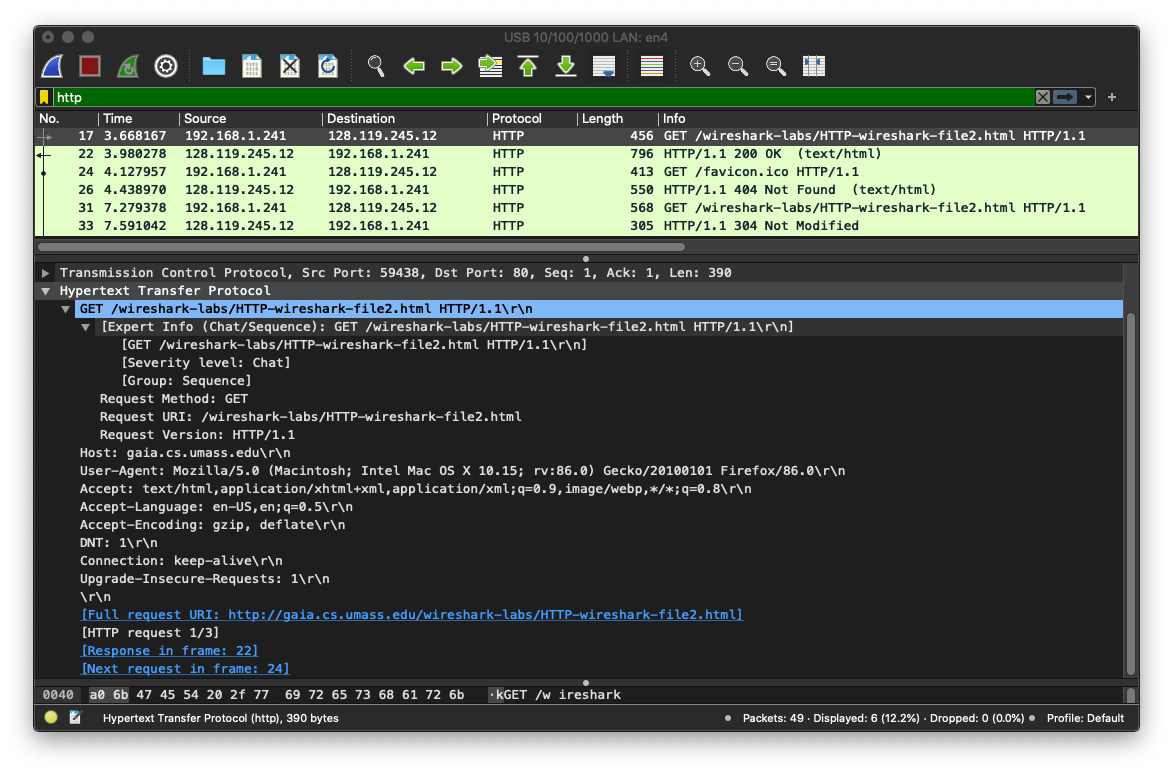 USB 10/100/1000 LAN: en4
http
No. Time Source Destination Protocol Length Info
17 3.668167 192.168.1.241 128.119.245.12 HTTP 456 GET /wireshark-labs/HTTP-wireshark-file2.html HTTP/1.1
22 3.980278 128.119.245.12 192.168.1.241 HTTP 796 HTTP/1.1 200 OK (text/html)
24 4.127957 192.168.1.241 128.119.245.12 HTTP 413 GET /favicon.ico HTTP/1.1
26 4.438970 128.119.245.12 192.168.1.241 HTTP 550 HTTP/1.1 404 Not Found (text/html)
31 7.279378 192.168.1.241 128.119.245.12 HTTP 568 GET /wireshark-labs/HTTP-wireshark-file2.html HTTP/1.1
33 7.591042 128.119.245.12 192.168.1.241 HTTP 305 HTTP/1.1 304 Not Modified
Transmission Control Protocol, Src Port: 59438, Dst Port: 80, Seq: 1, Ack: 1, Len: 390
Hypertext Transfer Protocol
GET /wireshark-labs/HTTP-wireshark-file2.html HTTP/1.1\r\n
[Expert Info (Chat/Sequence): GET /wireshark-labs/HTTP-wireshark-file2.html HTTP/1.1\r\n]
[GET /wireshark-labs/HTTP-wireshark-file2.html HTTP/1.1\r\n]
[Severity level: Chat]
[Group: Sequence]
Request Method: GET
Request URI: /wireshark-labs/HTTP-wireshark-file2.html
Request Version: HTTP/1.1
Host: gaia.cs.umass.edu\r\n
User-Agent: Mozilla/5.0 (Macintosh; Intel Mac OS X 10.15; rv:86.0) Gecko/20100101 Firefox/86.0\r\n
Accept: text/html,application/xhtml+xml,application/xml;q=0.9,image/webp,*/*;q=0.8\r\n
Accept-Language: en-US,en;q=0.5\r\n
Accept-Encoding: gzip, deflate\r\n
DNT: 1\r\n
Connection: keep-alive\r\n
Upgrade-Insecure-Requests: 1\r\n
\r\n
[Full request URI: http://gaia.cs.umass.edu/wireshark-labs/HTTP-wireshark-file2.html]
[HTTP request 1/3]
[Response in frame: 22]
[Next request in frame: 24]
0040 a0 6b 47 45 54 20 2f 77 69 72 65 73 68 61 72 6b ·kGET /w ireshark
Hypertext Transfer Protocol (http), 390 bytes Packets: 49 · Displayed: 6 (12.2%) · Dropped: 0 (0.0%) Profile: Default